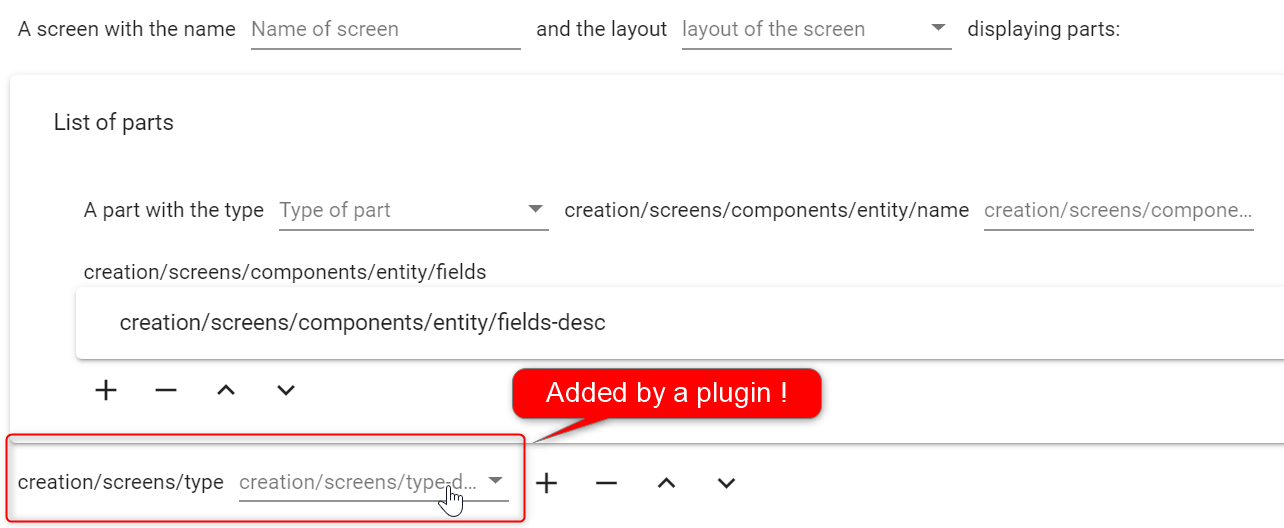 A screen with the name Name of screen and the layout layout of the screen displaying parts:
List of parts
A part with the type Type of part creation/screens/components/entity/name creation/screens/compone...
creation/screens/components/entity/fields
creation/screens/components/entity/fields-desc
Added by a plugin !
creation/screens/type creation/screens/type-d...